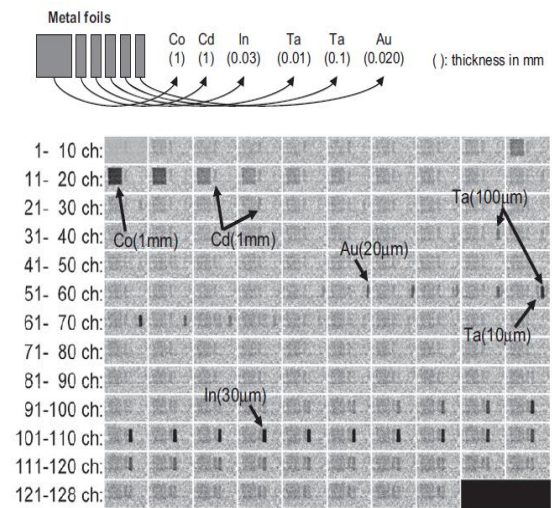 Metal foils
Co Cd In Ta Ta Au
(1) (1) (0.03) (0.01) (0.1) (0.020) ( ): thickness in mm
1- 10 ch:
11- 20 ch:
21- 30 ch:
31- 40 ch:
41- 50 ch:
51- 60 ch:
61- 70 ch:
71- 80 ch:
81- 90 ch:
91-100 ch:
101-110 ch:
111-120 ch:
121-128 ch:
Ta(100μm)
Co(1mm) Cd(1mm)
Au(20μm)
Ta(10μm)
In(30μm)